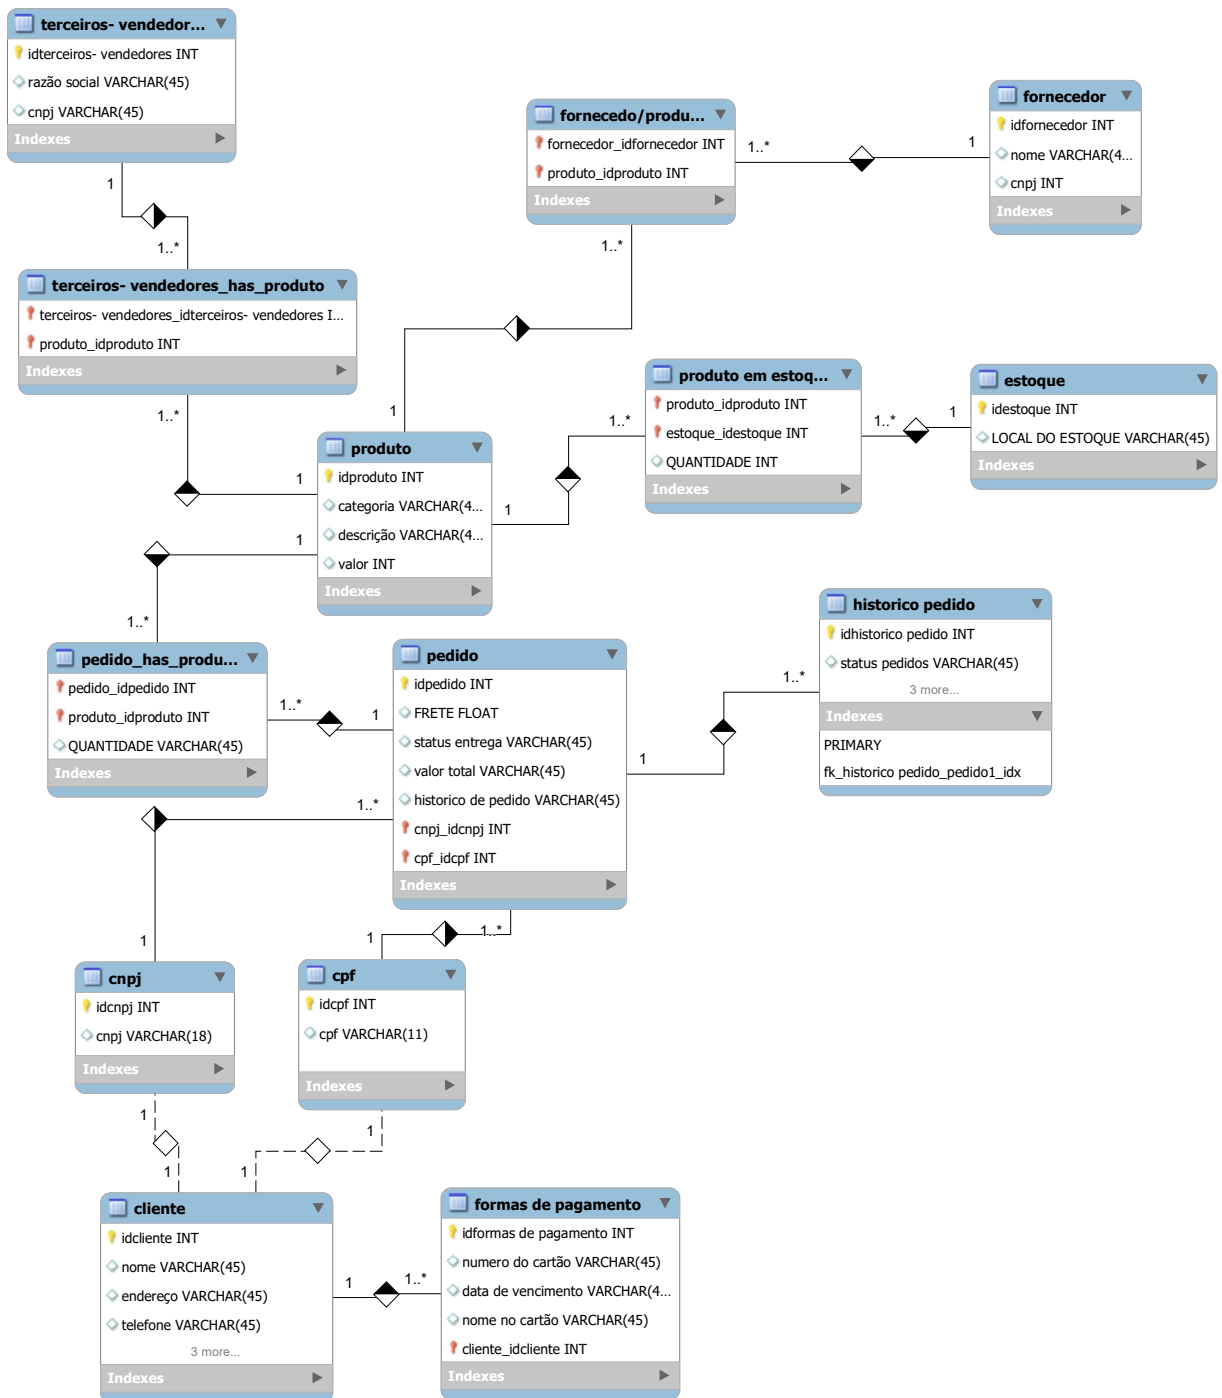 terceiros- vendedor...
idterceiros- vendedores INT
razão social VARCHAR(45)
cnpj VARCHAR(45)
Indexes
1
1..*
terceiros- vendedores_has_produto
terceiros- vendedores_idterceiros- vendedores I...
produto_idproduto INT
Indexes
1..*
1
fornecedo/produ...
fornecedor_idfornecedor INT
produto_idproduto INT
Indexes
1..*
1
1..*
1
fornecedor
idfornecedor INT
nome VARCHAR(4...
cnpj INT
Indexes
produto
idproduto INT
categoria VARCHAR(4...
descrição VARCHAR(4...
valor INT
Indexes
1
1..*
produto em estoq...
produto_idproduto INT
estoque_idestoque INT
QUANTIDADE INT
Indexes
1..*
1
estoque
idestoque INT
LOCAL DO ESTOQUE VARCHAR(45)
Indexes
1
1..*
pedido_has_produ...
pedido_idpedido INT
produto_idproduto INT
QUANTIDADE VARCHAR(45)
Indexes
1..*
1
pedido
idpedido INT
FRETE FLOAT
status entrega VARCHAR(45)
valor total VARCHAR(45)
historico de pedido VARCHAR(45)
cnpj_idcnpj INT
cpf_idcpf INT
Indexes
1
1..*
historico pedido
idhistorico pedido INT
status pedidos VARCHAR(45)
3 more...
Indexes
PRIMARY
fk_historico pedido_pedido1_idx
1..*
1
1
1..*
cnpj
idcnpj INT
cnpj VARCHAR(18)
Indexes
cpf
idcpf INT
cpf VARCHAR(11)
Indexes
1
1
1
1
cliente
idcliente INT
nome VARCHAR(45)
endereço VARCHAR(45)
telefone VARCHAR(45)
3 more...
Indexes
1
1..*
formas de pagamento
idformas de pagamento INT
numero do cartão VARCHAR(45)
data de vencimento VARCHAR(4...
nome no cartão VARCHAR(45)
cliente_idcliente INT
Indexes